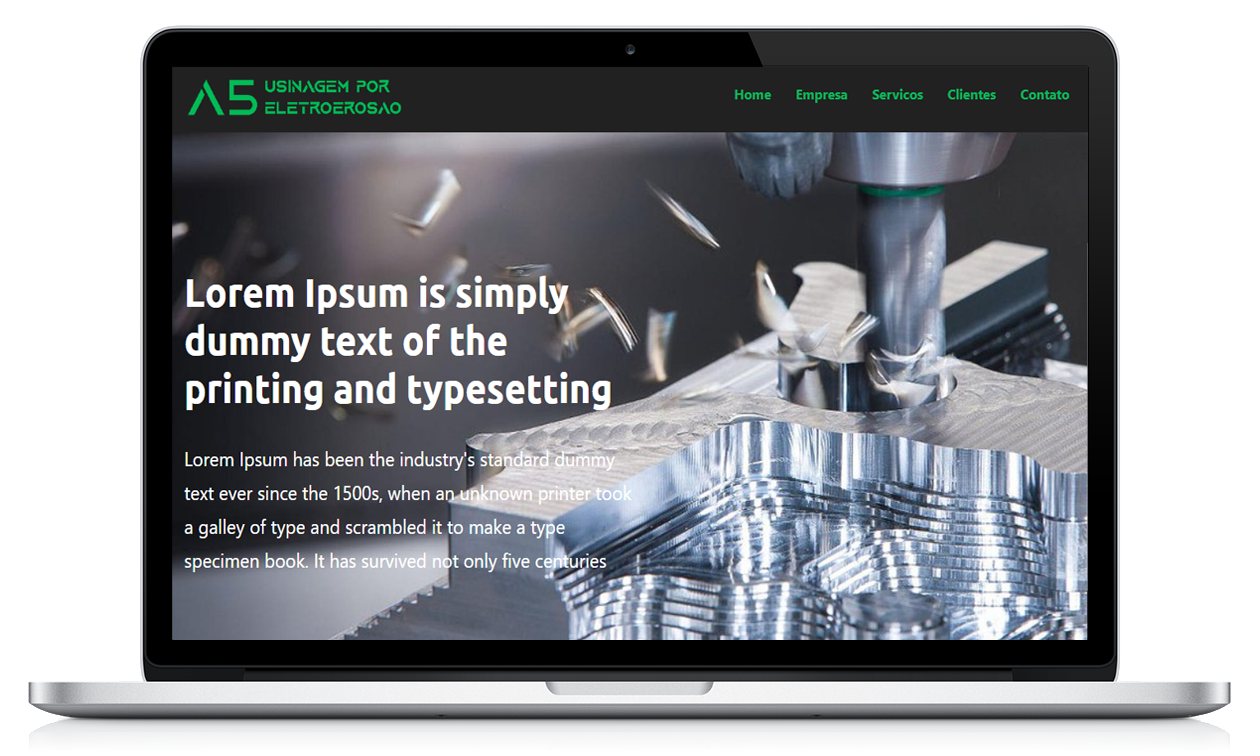 A5 USINAGEM POR
ELETROEROSAO
Home Empresa Servicos Clientes Contato
Lorem Ipsum is simply
dummy text of the
printing and typesetting
Lorem Ipsum has been the industry's standard dummy
text ever since the 1500s, when an unknown printer took
a galley of type and scrambled it to make a type
specimen book. It has survived not only five centuries